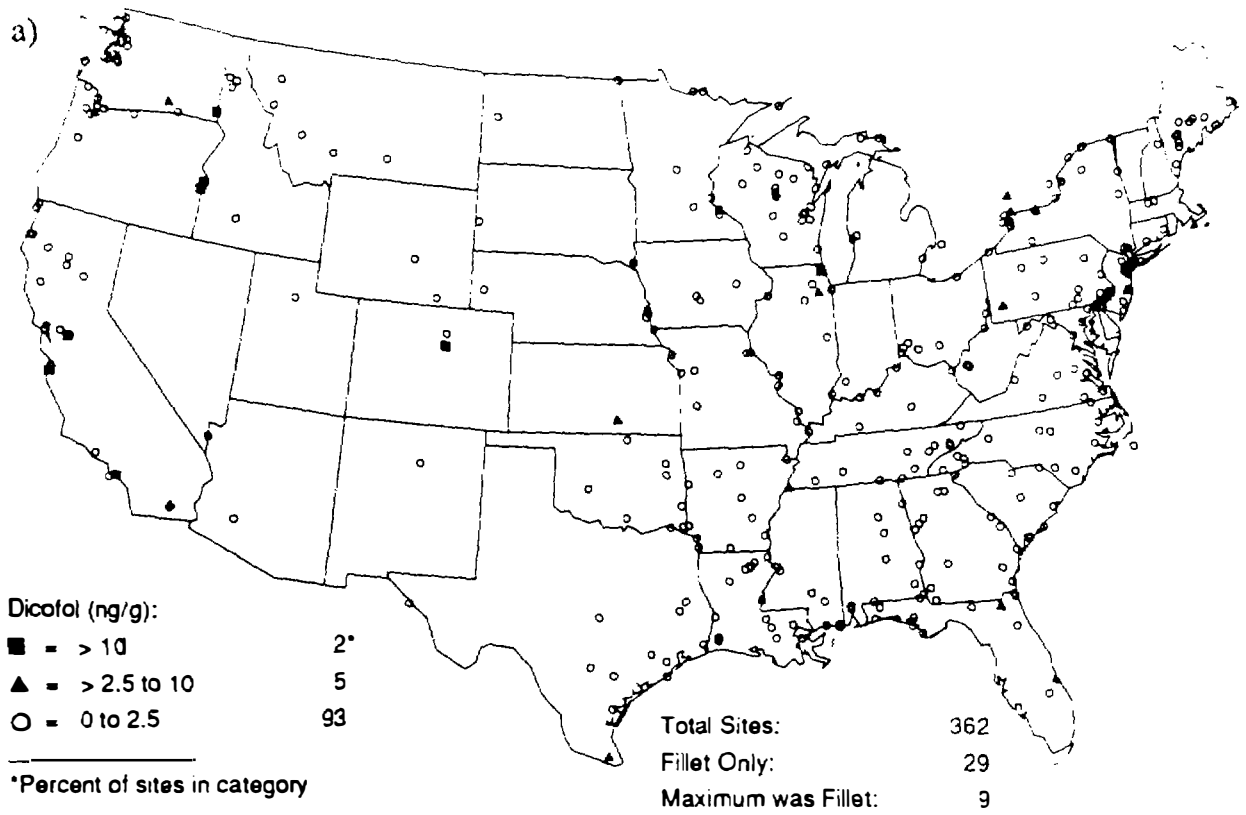 a)
Dicofol (ng/g):
■ = > 10 2*
▲ = > 2.5 to 10 5
○ = 0 to 2.5 93
*Percent of sites in category
Total Sites: 362
Fillet Only: 29
Maximum was Fillet: 9